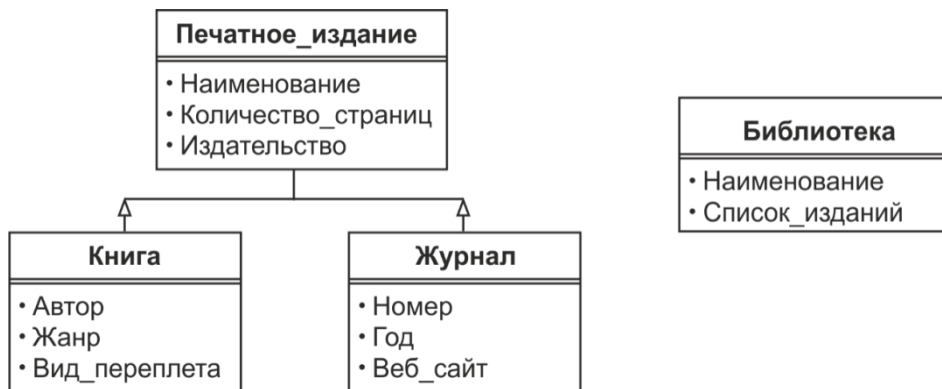 Печатное_издание
• Наименование
• Количество_страниц
• Издательство
Библиотека
• Наименование
• Список_изданий
Книга
• Автор
• Жанр
• Вид_переплета
Журнал
• Номер
• Год
• Веб_сайт